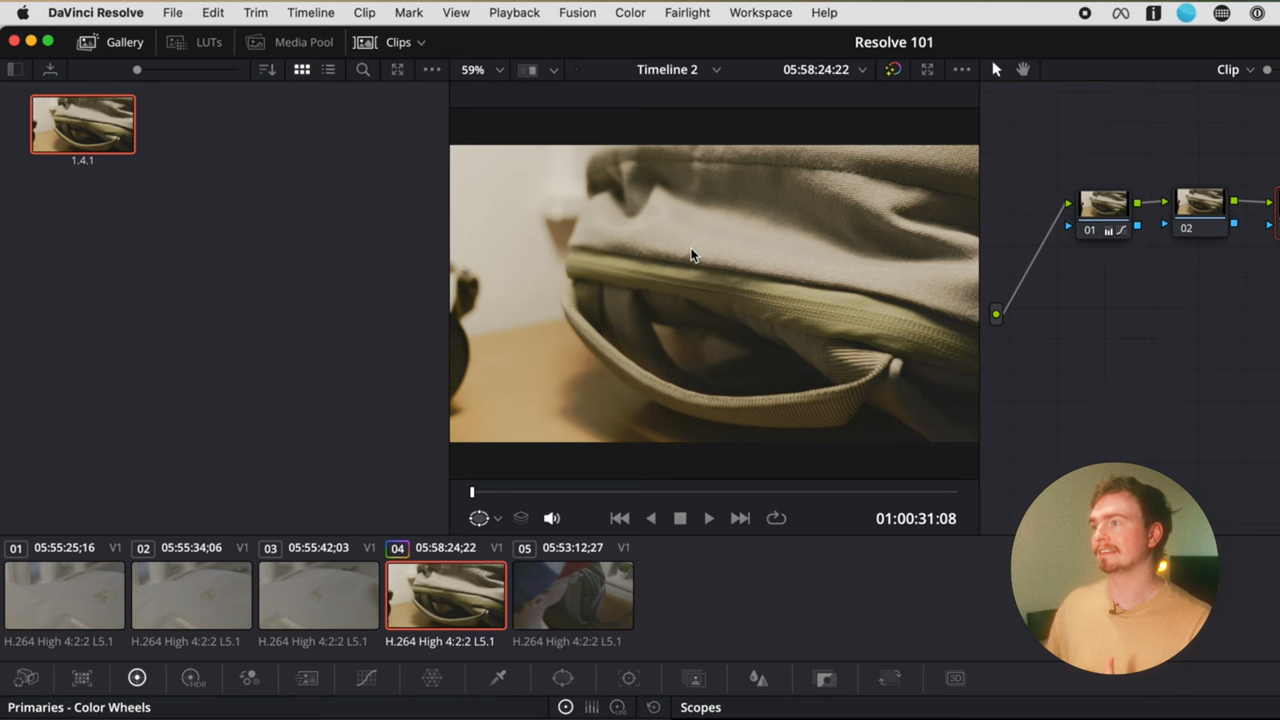 DaVinci Resolve File Edit Trim Timeline Clip Mark View Playback Fusion Color Fairlight Workspace Help
Gallery LUTs Media Pool Clips Resolve 101
59% Timeline 2 05:58:24:22 Clip
1.4.1
01 02
01:00:31:08
01 05:55:25;16 V1 02 05:55:34;06 V1 03 05:55:42;03 V1 04 05:58:24;22 V1 05 05:53:12;27 V1
H.264 High 4:2:2 L5.1 H.264 High 4:2:2 L5.1 H.264 High 4:2:2 L5.1 H.264 High 4:2:2 L5.1 H.264 High 4:2:2 L5.1
HDR 3D
Primaries - Color Wheels LOG Scopes